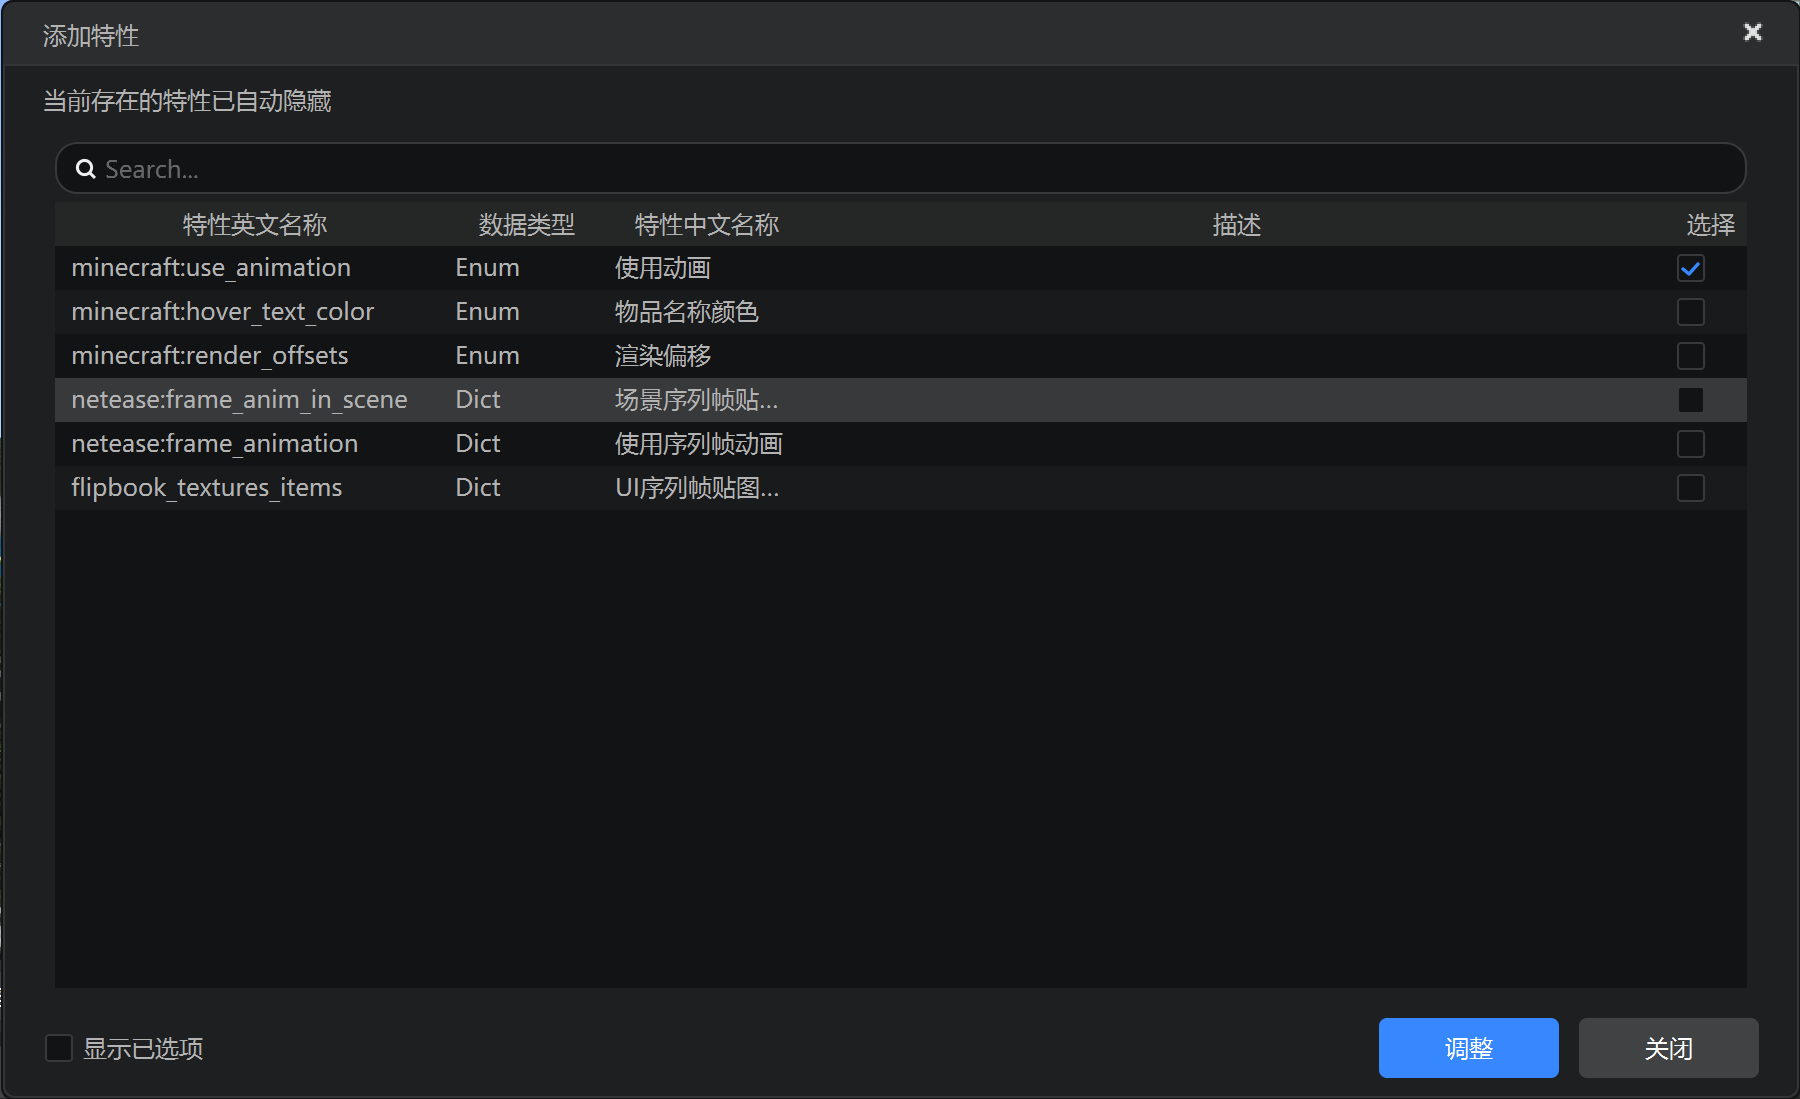 添加特性
当前存在的特性已自动隐藏
Search...
特性英文名称 数据类型 特性中文名称 描述 选择
minecraft:use_animation Enum 使用动画
minecraft:hover_text_color Enum 物品名称颜色
minecraft:render_offsets Enum 渲染偏移
netease:frame_anim_in_scene Dict 场景序列帧贴...
netease:frame_animation Dict 使用序列帧动画
flipbook_textures_items Dict UI序列帧贴图...
显示已选项 调整 关闭